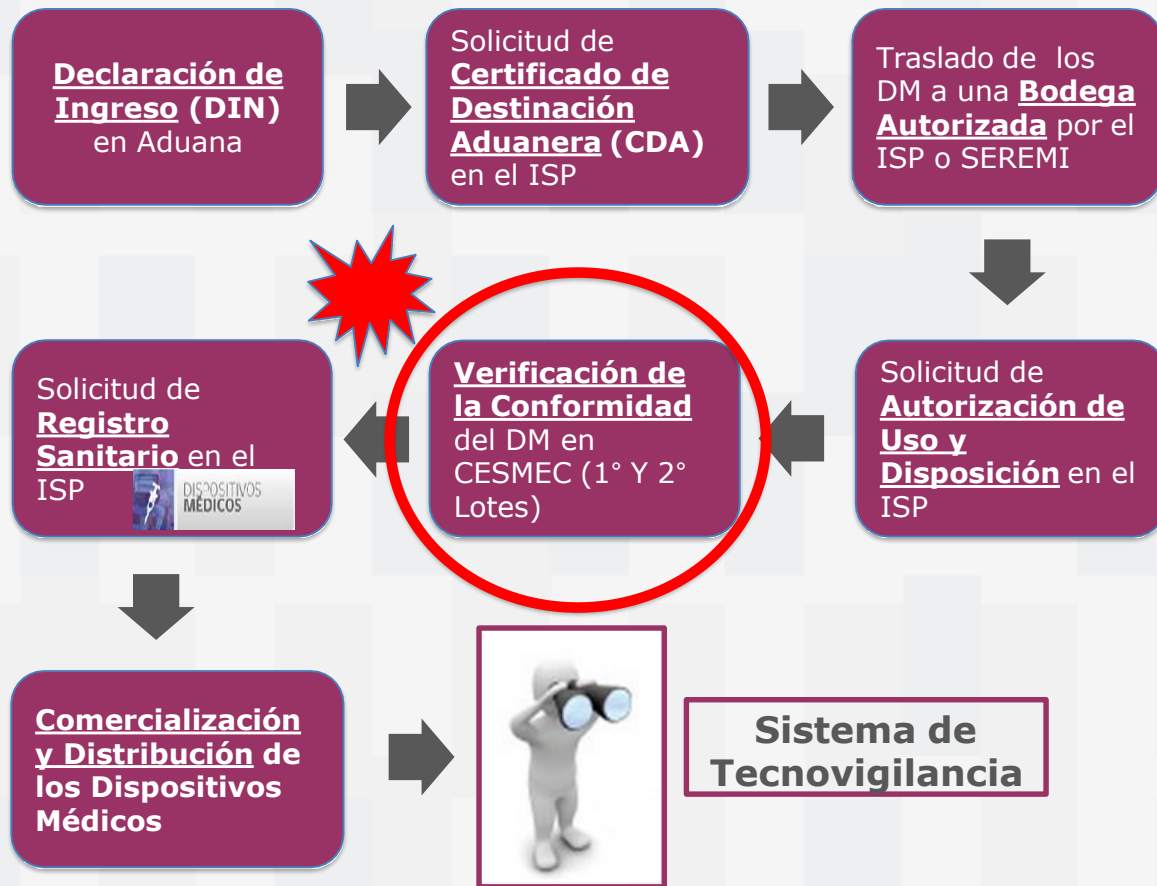 Declaración de
Ingreso (DIN)
en Aduana
Solicitud de
Certificado de
Destinación
Aduanera (CDA)
en el ISP
Traslado de los
DM a una Bodega
Autorizada por el
ISP o SEREMI
Solicitud de
Autorización de
Uso y
Disposición en el
ISP
Verificación de
la Conformidad
del DM en
CESMEC (1° Y 2°
Lotes)
Solicitud de
Registro
Sanitario en el
ISP
DISPOSITIVOS
MÉDICOS
Comercialización
y Distribución de
los Dispositivos
Médicos
Sistema de
Tecnovigilancia